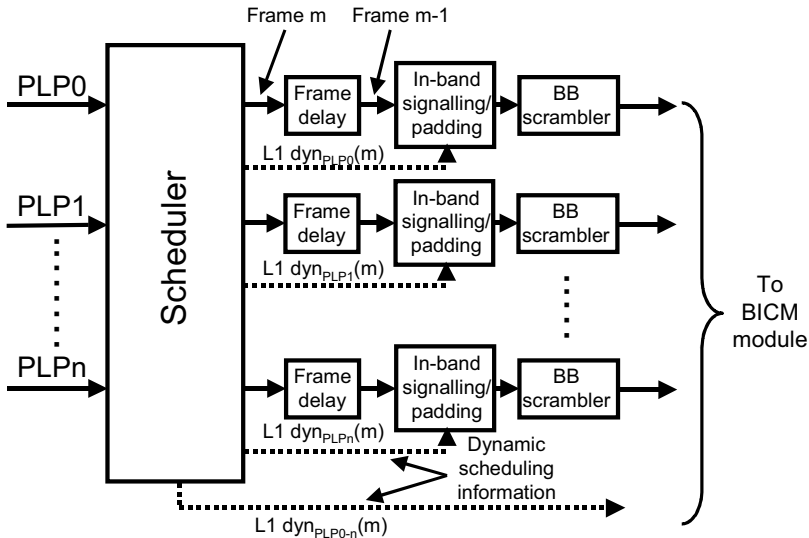 Frame m
Frame m-1
PLP0
Frame
delay
In-band
signalling/
padding
BB
scrambler
L1 dynPLP0(m)
PLP1
Frame
delay
In-band
signalling/
padding
BB
scrambler
L1 dynPLP1(m)
Scheduler
To
BICM
module
PLPn
Frame
delay
In-band
signalling/
padding
BB
scrambler
L1 dynPLPn(m)
Dynamic
scheduling
information
L1 dynPLP0-n(m)